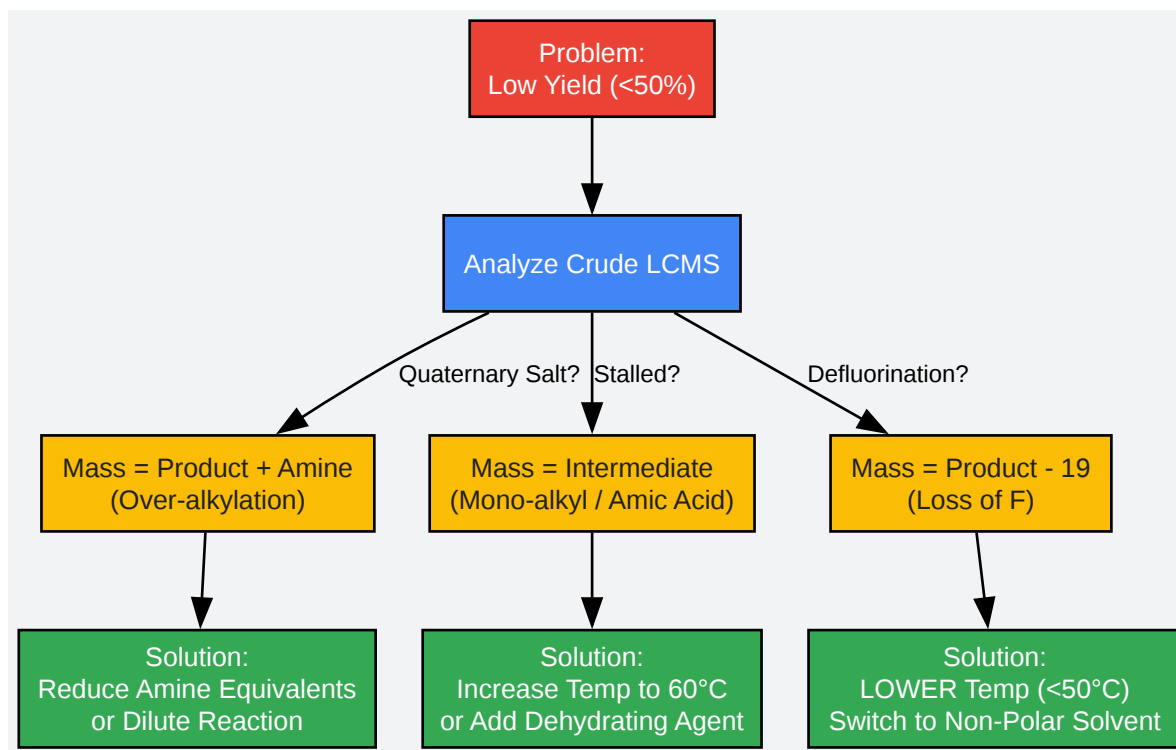 Problem:
Low Yield (<50%)
Analyze Crude LCMS
Quaternary Salt?
Stalled?
Defluorination?
Mass = Product + Amine
(Over-alkylation)
Mass = Intermediate
(Mono-alkyl / Amic Acid)
Mass = Product - 19
(Loss of F)
Solution:
Reduce Amine Equivalents
or Dilute Reaction
Solution:
Increase Temp to 60°C
or Add Dehydrating Agent
Solution:
LOWER Temp (<50°C)
Switch to Non-Polar Solvent